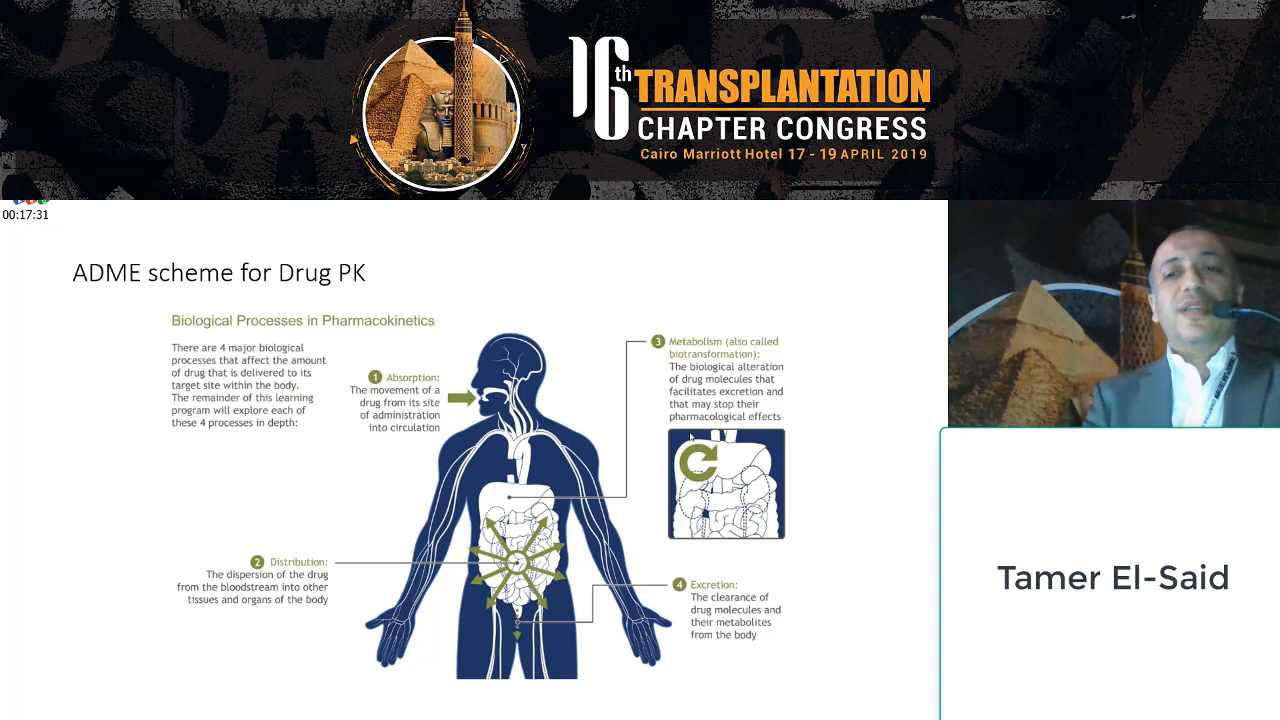 16th TRANSPLANTATION
CHAPTER CONGRESS
Cairo Marriott Hotel 17 - 19 APRIL 2019
00:17:31
ADME scheme for Drug PK
Biological Processes in Pharmacokinetics
There are 4 major biological
processes that affect the amount
of drug that is delivered to its
target site within the body.
The remainder of this learning
program will explore each of
these 4 processes in depth:
1 Absorption:
The movement of a
drug from its site
of administration
into circulation
2 Distribution:
The dispersion of the drug
from the bloodstream into other
tissues and organs of the body
3 Metabolism (also called
biotransformation):
The biological alteration
of drug molecules that
facilitates excretion and
that may stop their
pharmacological effects
4 Excretion:
The clearance of
drug molecules and
their metabolites
from the body
Tamer El-Said